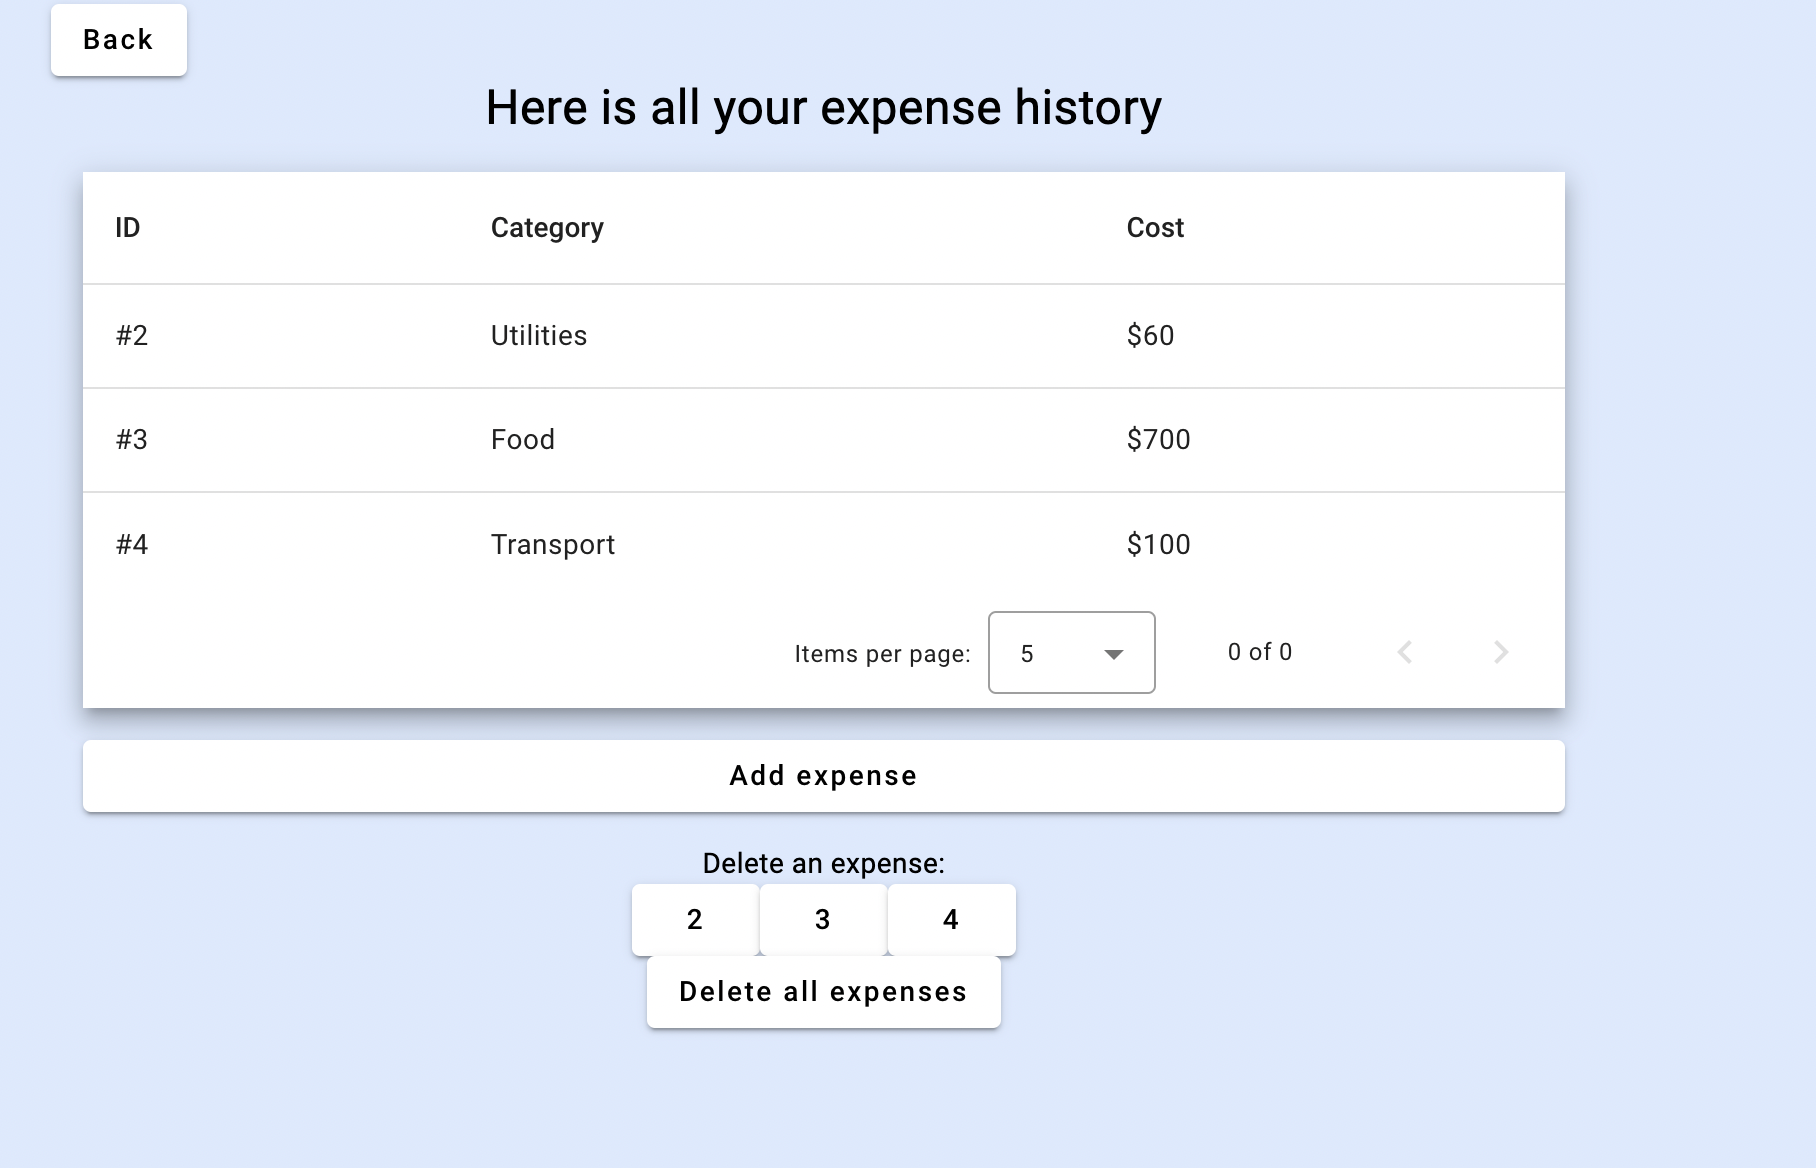 Back
Here is all your expense history
ID Category Cost
#2 Utilities $60
#3 Food $700
#4 Transport $100
Items per page: 5 0 of 0
Add expense
Delete an expense:
2 3 4
Delete all expenses